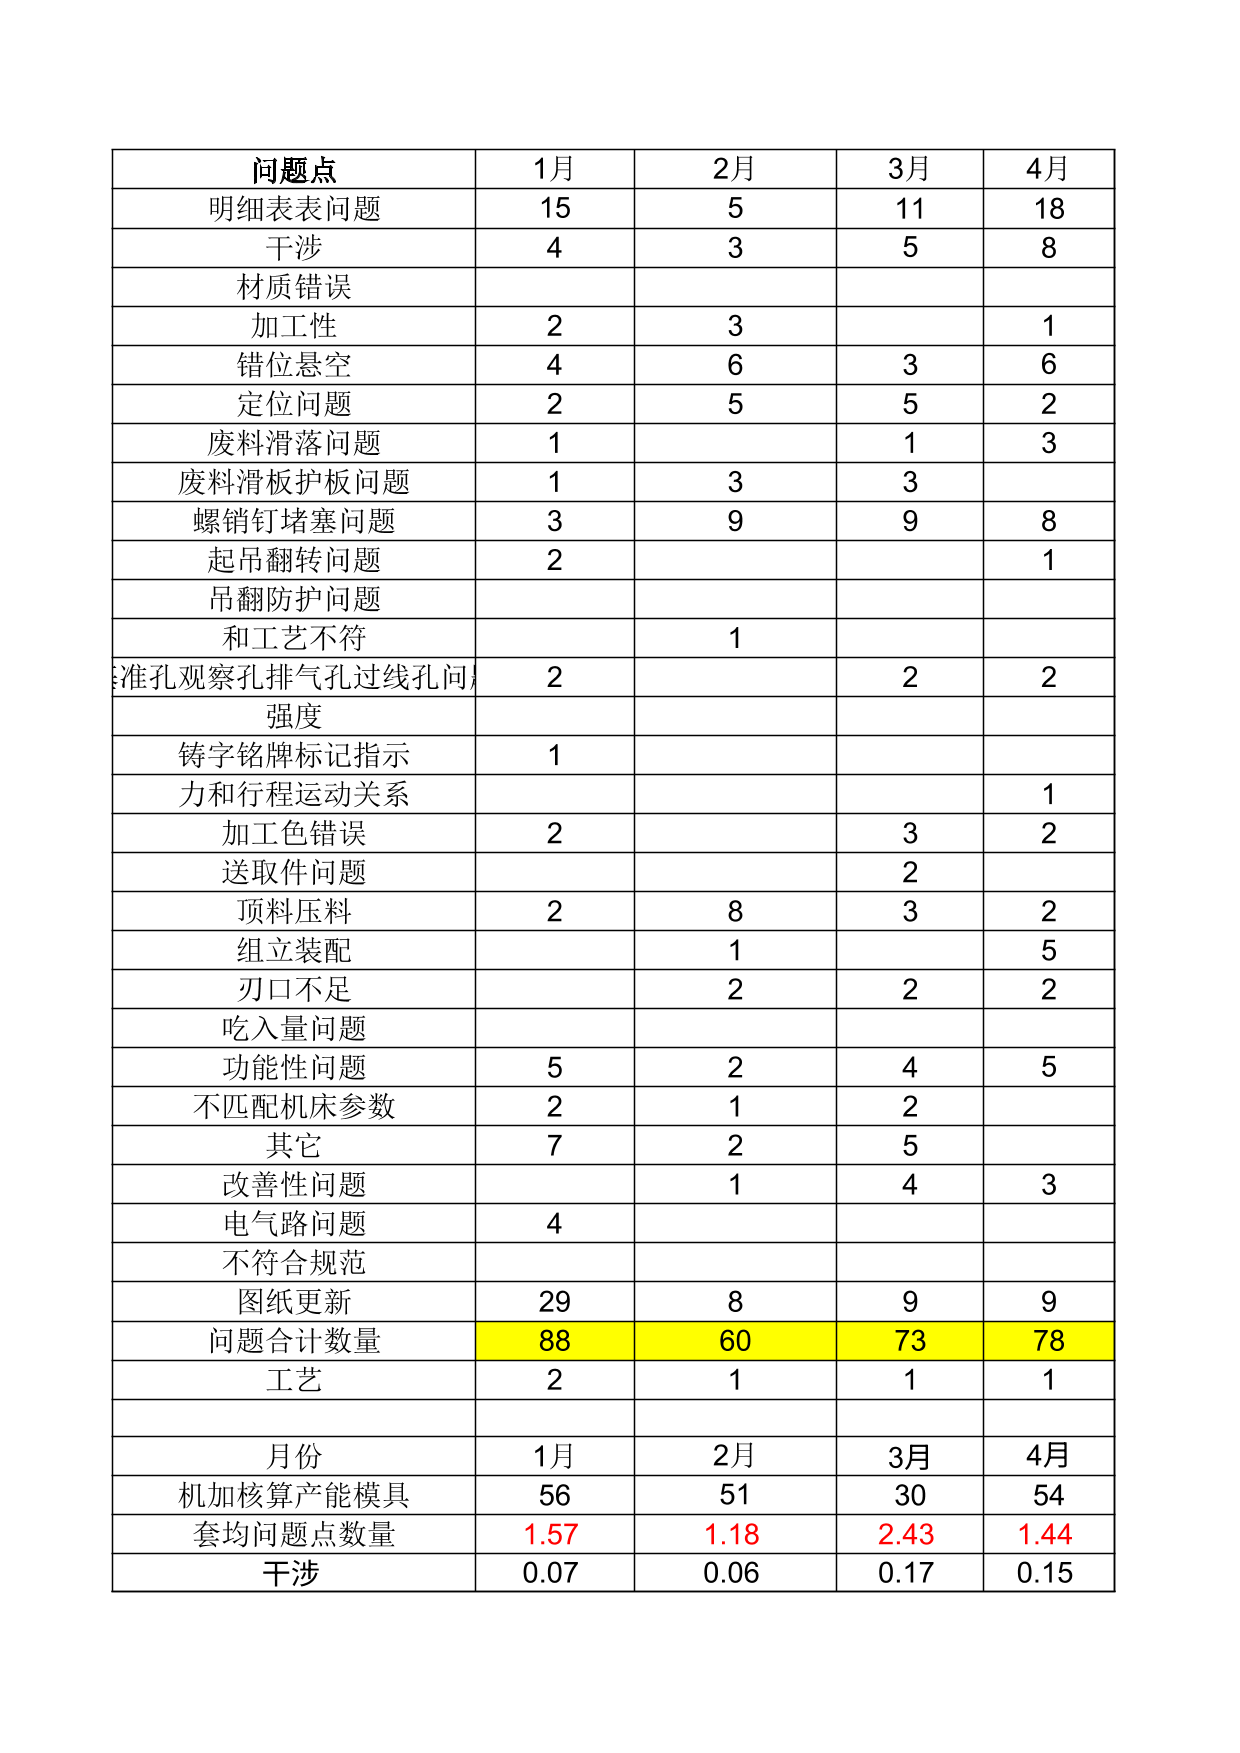 问题点 1月 2月 3月 4月
明细表表问题 15 5 11 18
干涉 4 3 5 8
材质错误
加工性 2 3 1
错位悬空 4 6 3 6
定位问题 2 5 5 2
废料滑落问题 1 1 3
废料滑板护板问题 1 3 3
螺销钉堵塞问题 3 9 9 8
起吊翻转问题 2 1
吊翻防护问题
和工艺不符 1
准孔观察孔排气孔过线孔问 2 2 2
强度
铸字铭牌标记指示 1
力和行程运动关系 1
加工色错误 2 3 2
送取件问题 2
顶料压料 2 8 3 2
组立装配 1 5
刃口不足 2 2 2
吃入量问题
功能性问题 5 2 4 5
不匹配机床参数 2 1 2
其它 7 2 5
改善性问题 1 4 3
电气路问题 4
不符合规范
图纸更新 29 8 9 9
问题合计数量 88 60 73 78
工艺 2 1 1 1
月份 1月 2月 3月 4月
机加核算产能模具 56 51 30 54
套均问题点数量 1.57 1.18 2.43 1.44
干涉 0.07 0.06 0.17 0.15